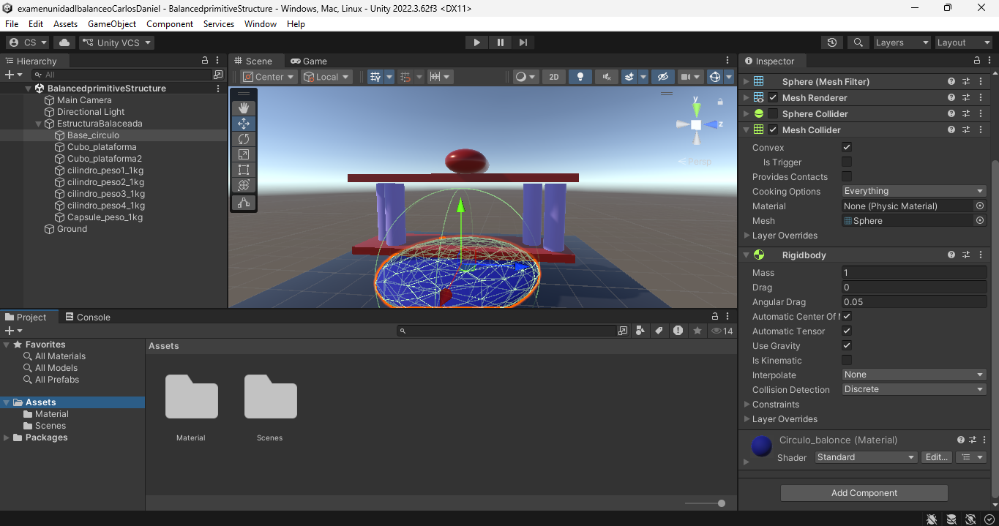 examenunidadIbalanceoCarlosDaniel - BalancedprimitiveStructure - Windows, Mac, Linux - Unity 2022.3.62f3 <DX11>
File Edit Assets GameObject Component Services Window Help
CS Unity VCS Layers Layout
Hierarchy
All
BalancedprimitiveStructure
Main Camera
Directional Light
EstructuraBalaceada
Base_circulo
Cubo_plataforma
Cubo_plataforma2
cilindro_peso1_1kg
cilindro_peso2_1kg
cilindro_peso3_1kg
cilindro_peso4_1kg
Capsule_peso_1kg
Ground
Scene Game
Center Local 2D
y
z
Persp
Inspector
Sphere (Mesh Filter)
Mesh Renderer
Sphere Collider
Mesh Collider
Convex
Is Trigger
Provides Contacts
Cooking Options Everything
Material None (Physic Material)
Mesh Sphere
Layer Overrides
Rigidbody
Mass 1
Drag 0
Angular Drag 0.05
Automatic Center Of
Automatic Tensor
Use Gravity
Is Kinematic
Interpolate None
Collision Detection Discrete
Constraints
Layer Overrides
Circulo_balonce (Material)
Shader Standard Edit...
Add Component
Project Console
14
Favorites
All Materials
All Models
All Prefabs
Assets
Material
Scenes
Packages
Assets
Material Scenes